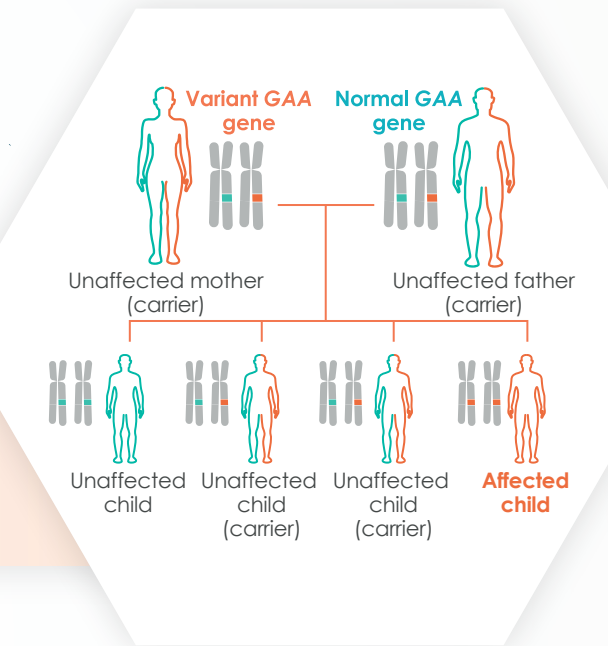 Variant GAA
gene
Normal GAA
gene
Unaffected mother
(carrier)
Unaffected father
(carrier)
Unaffected
child
Unaffected
child
(carrier)
Unaffected
child
(carrier)
Affected
child